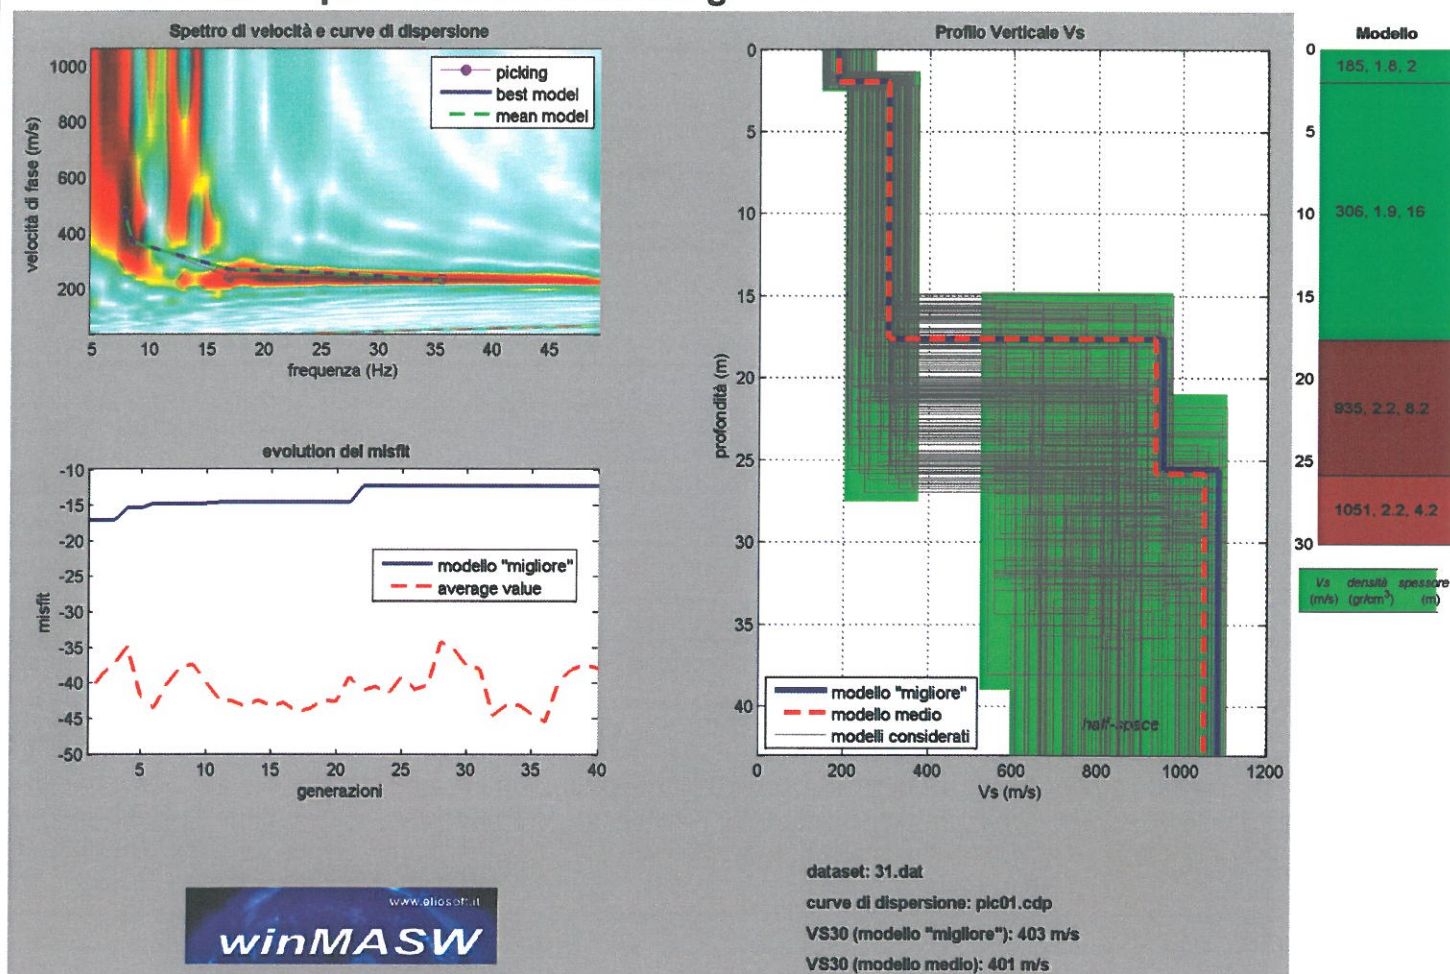 Spettro di velocità e curve di dispersione
picking
best model
mean model
1000
800
600
400
200
velocità di fase (m/s)
5 10 15 20 25 30 35 40 45
frequenza (Hz)
evolution del misfit
-10
-15
-20
-25
-30
-35
-40
-45
-50
misfit
modello "migliore"
average value
5 10 15 20 25 30 35 40
generazioni
www.eliosoft.it
winMASW
Profilo Verticale Vs
0
5
10
15
20
25
30
35
40
profondità (m)
modello "migliore"
modello medio
modelli considerati
half-space
0 200 400 600 800 1000 1200
Vs (m/s)
dataset: 31.dat
curve di dispersione: pic01.cdp
VS30 (modello "migliore"): 403 m/s
VS30 (modello medio): 401 m/s
Modello
0
5
10
15
20
25
30
185, 1.8, 2
306, 1.9, 16
935, 2.2, 8.2
1051, 2.2, 4.2
Vs densità spessore
(m/s) (gr/cm³) (m)